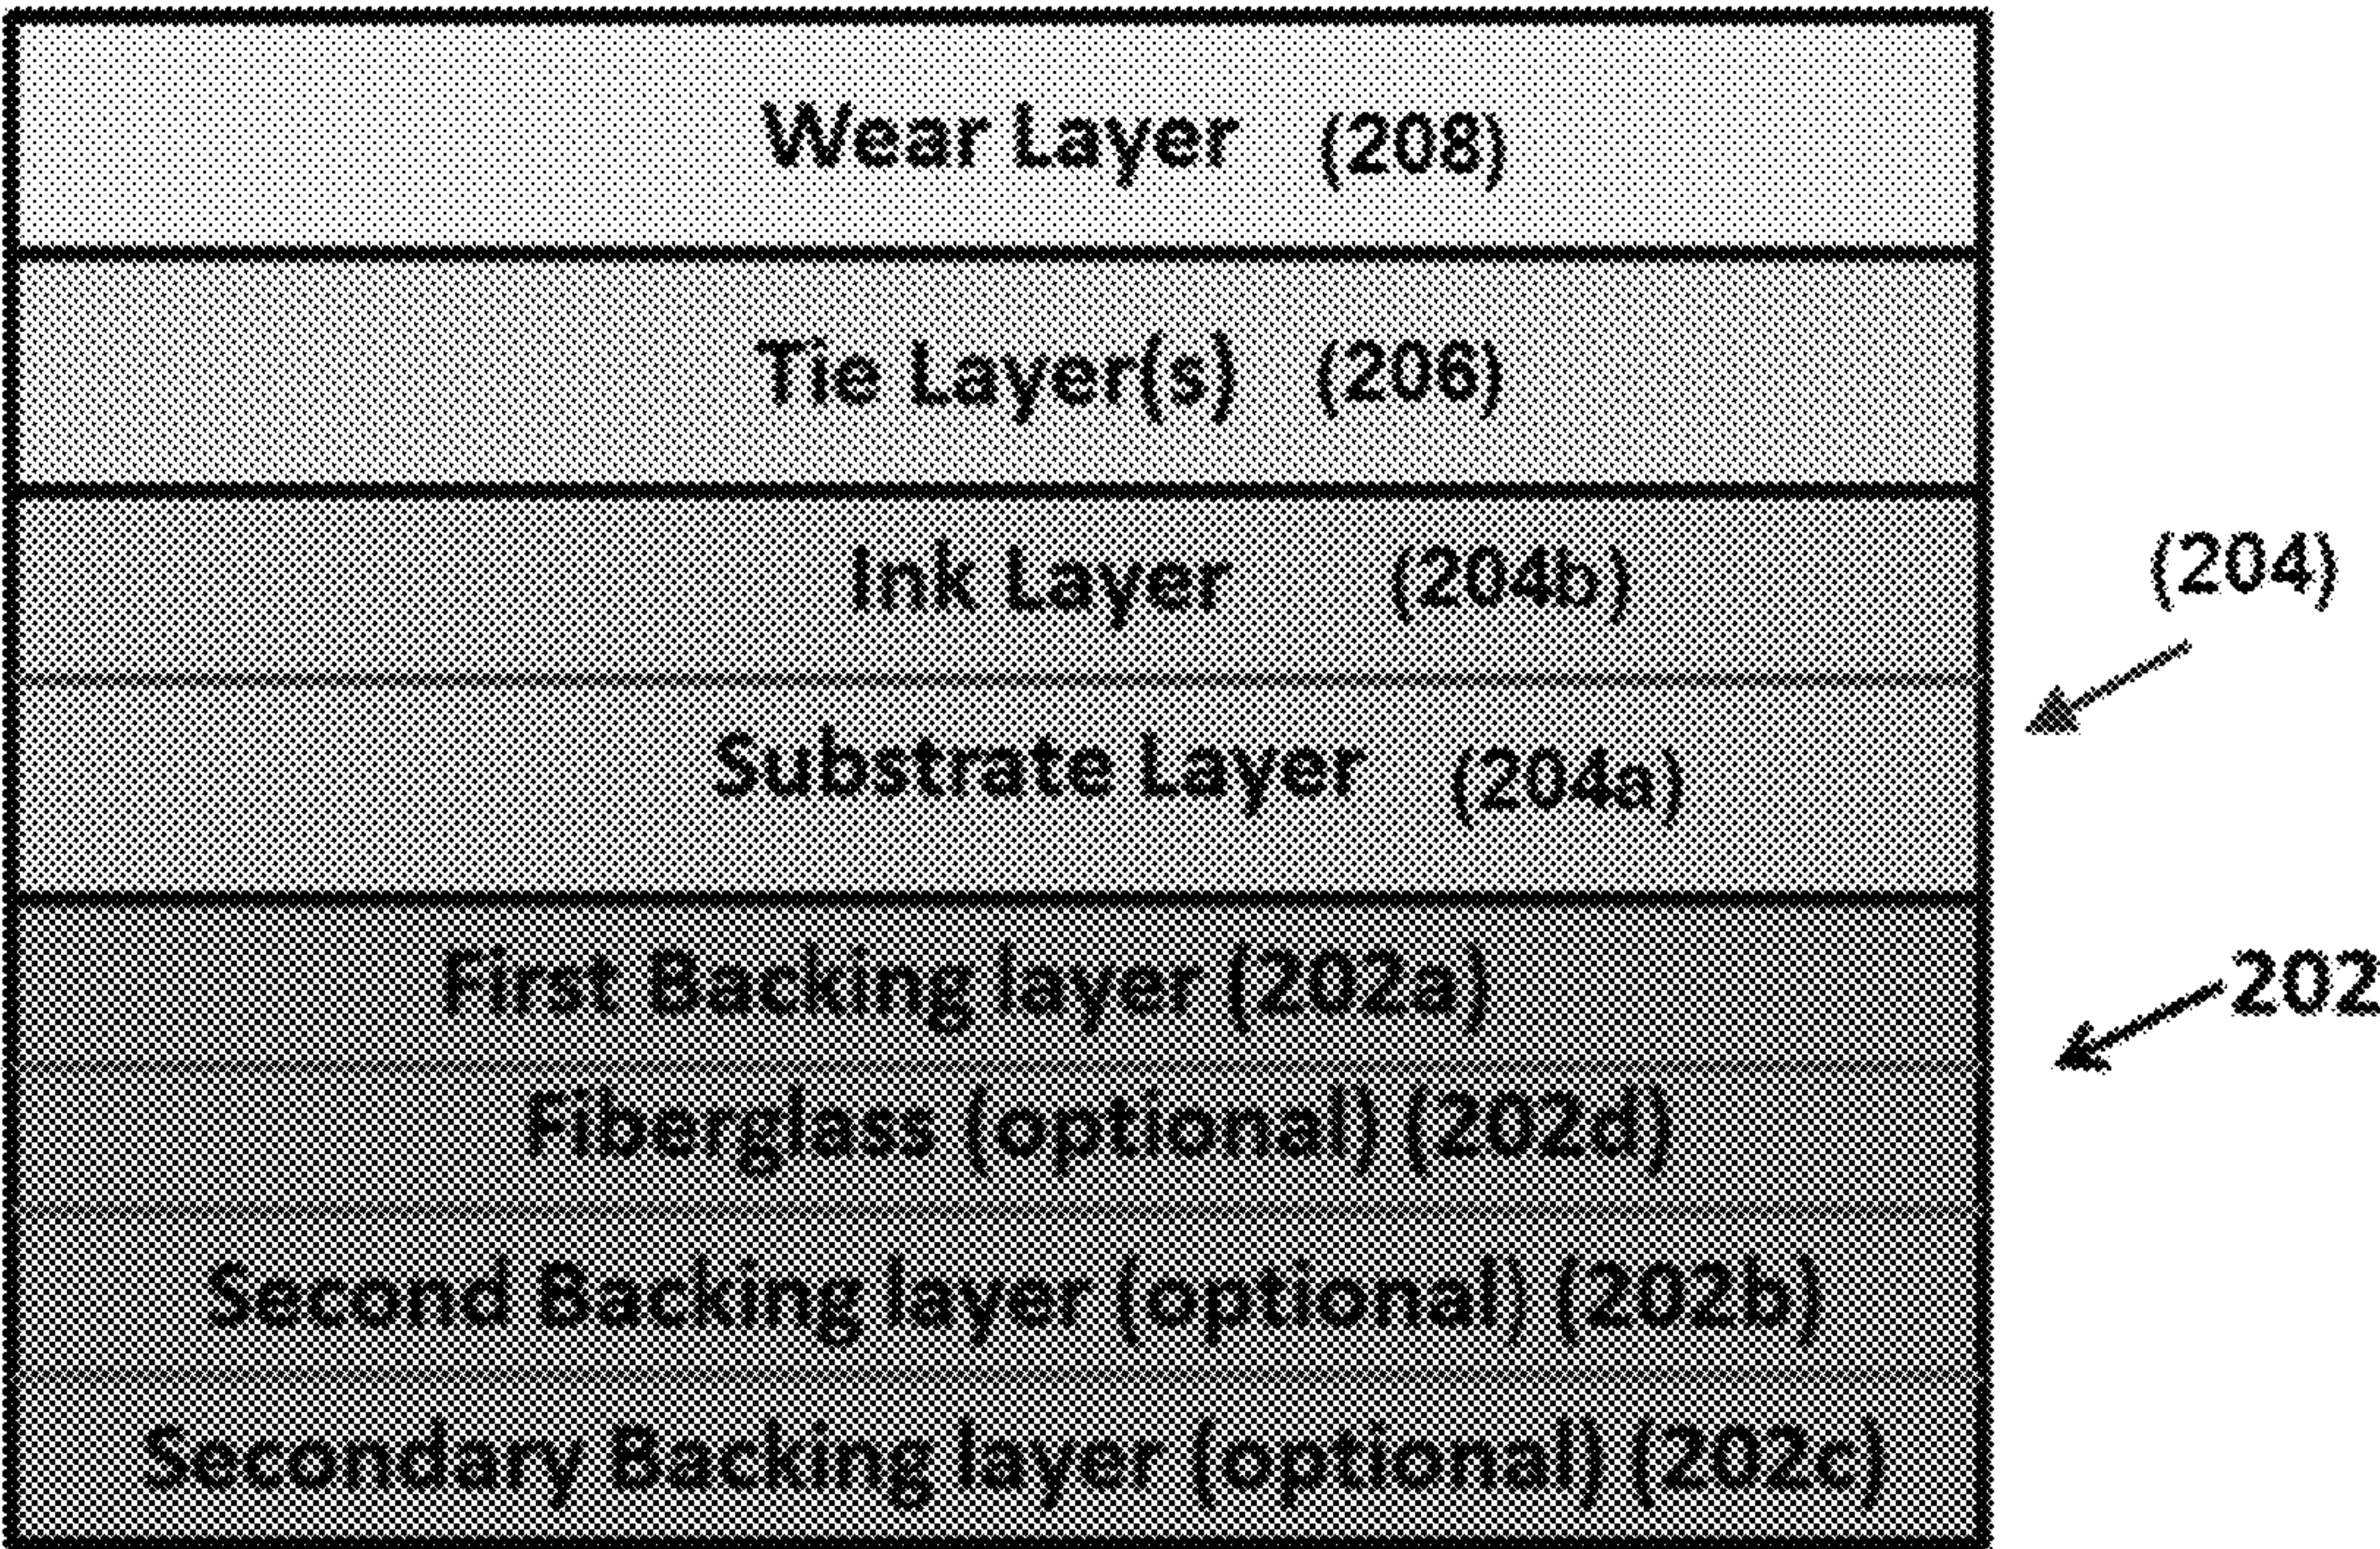 Wear Layer (208)
Tie Layer(s) (206)
Ink Layer (204b)
(204)
Substrate Layer (204a)
First Backing layer (202a)
202
Fiberglass (optional) (202d)
Second Backing layer (optional) (202b)
Secondary Backing layer (optional) (202c)